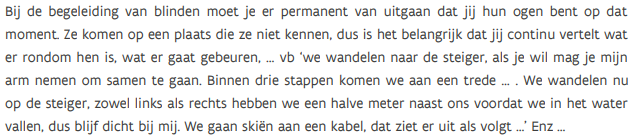 Bij de begeleiding van blinden moet je er permanent van uitgaan dat jij hun ogen bent op dat
moment. Ze komen op een plaats die ze niet kennen, dus is het belangrijk dat jij continu vertelt wat
er rondom hen is, wat er gaat gebeuren, ... vb ‘we wandelen naar de steiger, als je wil mag je mijn
arm nemen om samen te gaan. Binnen drie stappen komen we aan een trede ... . We wandelen nu
op de steiger, zowel links als rechts hebben we een halve meter naast ons voordat we in het water
vallen, dus blijf dicht bij mij. We gaan skiën aan een kabel, dat ziet er uit als volgt ...’ Enz ...